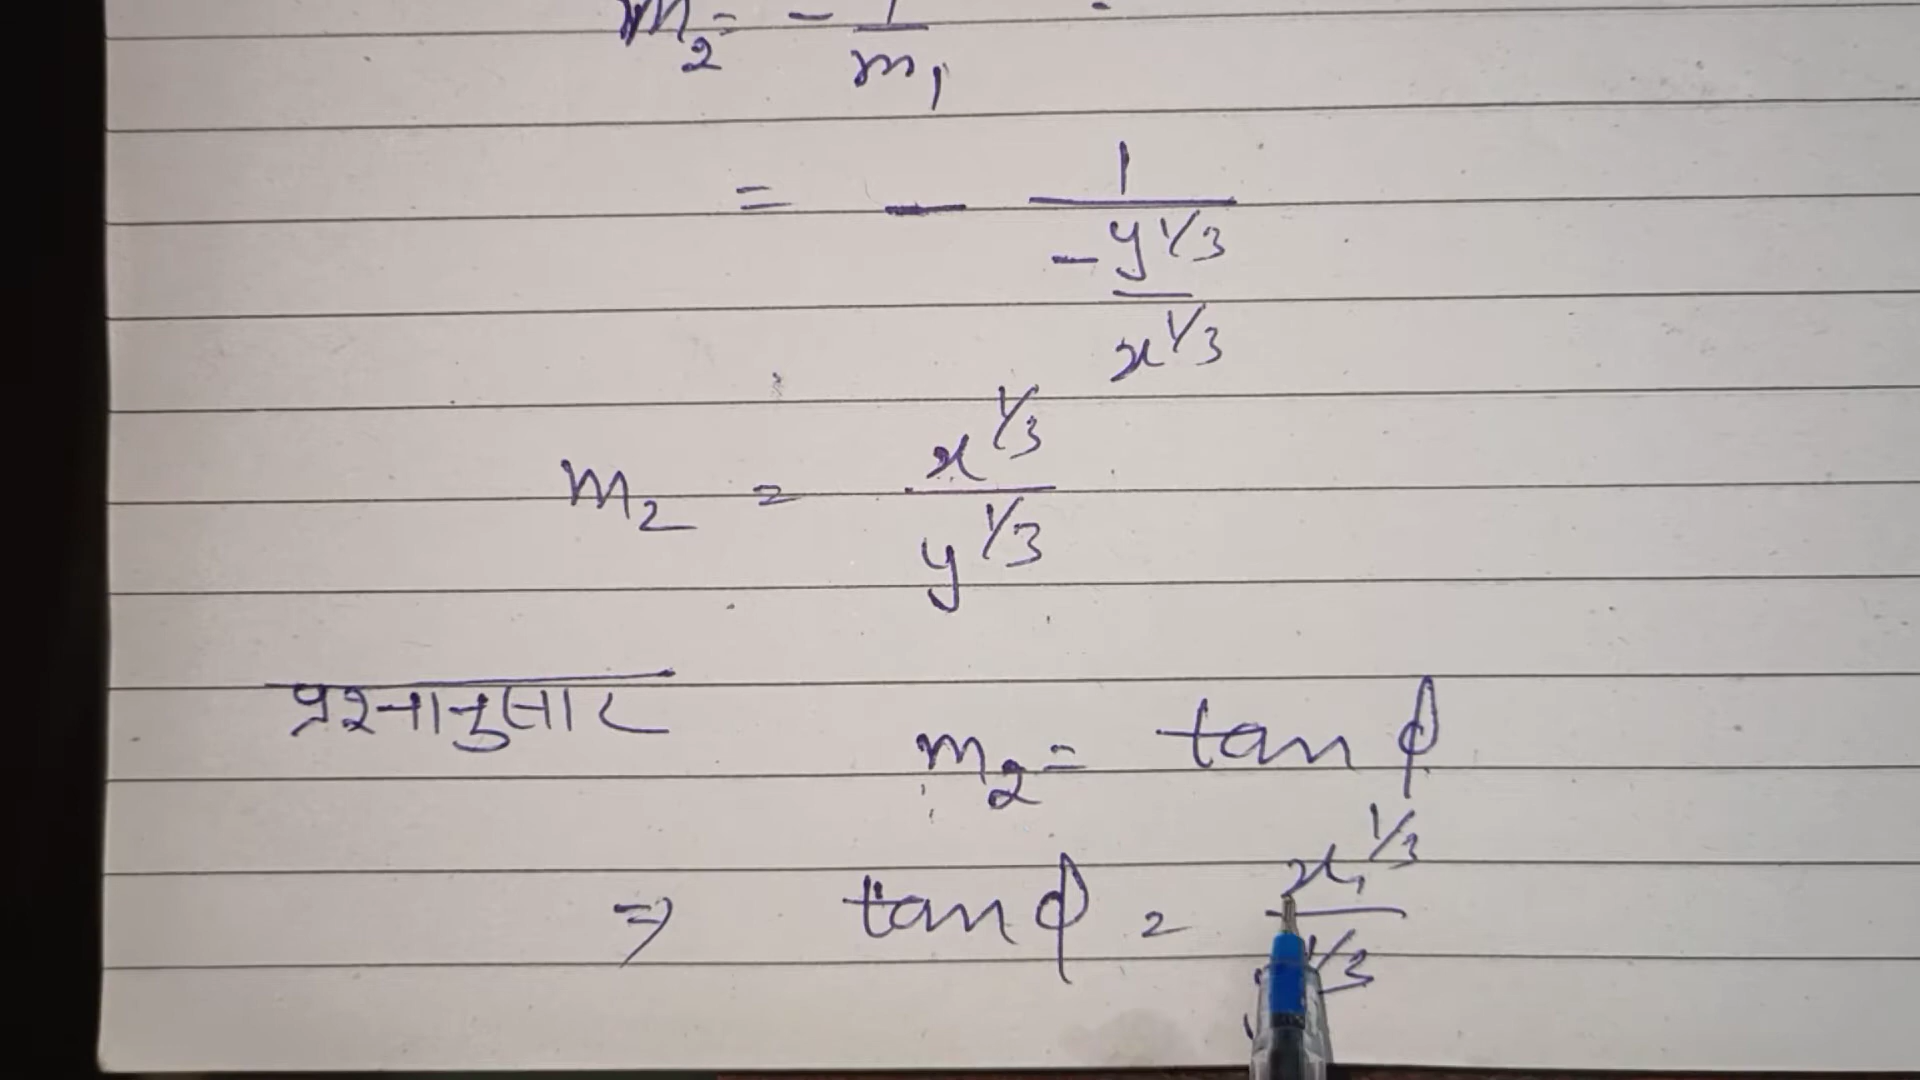 m₂ = - 1/m₁
= - 1/(-y^1/3/x^1/3)
m₂ = x^1/3/y^1/3
प्रश्नानुसार m₂ = tan ϕ
⇒ tan ϕ = x₁^1/3/y^1/3